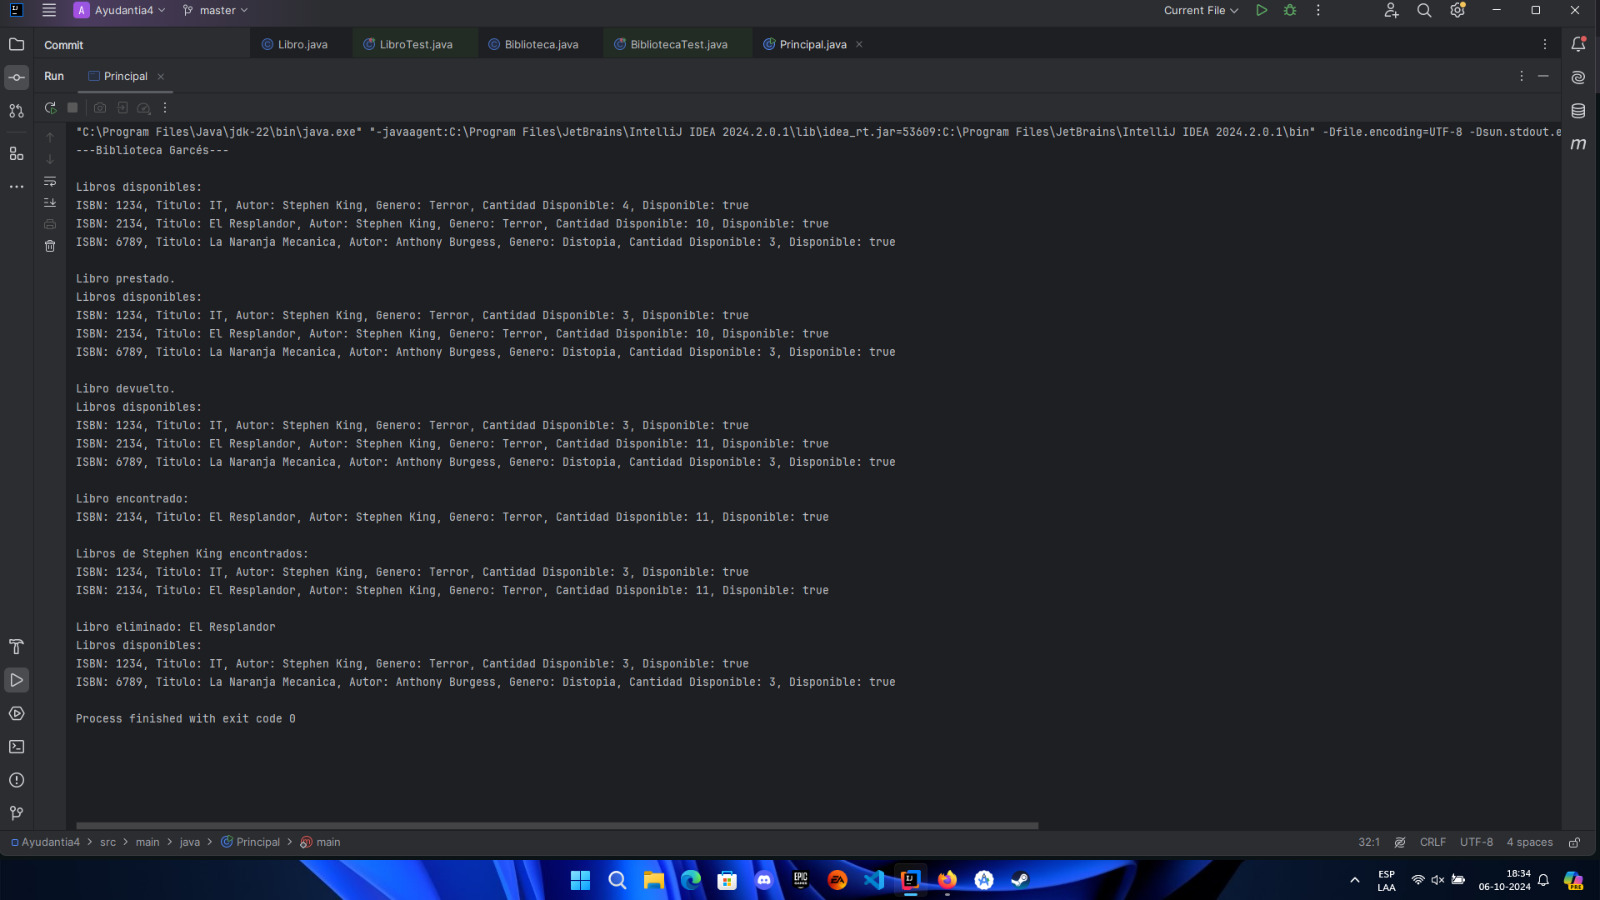 Ayudantia4
master
Current File
Commit
Libro.java
LibroTest.java
Biblioteca.java
BibliotecaTest.java
Principal.java
Run
Principal
"C:\Program Files\Java\jdk-22\bin\java.exe" "-javaagent:C:\Program Files\JetBrains\IntelliJ IDEA 2024.2.0.1\lib\idea_rt.jar=53609:C:\Program Files\JetBrains\IntelliJ IDEA 2024.2.0.1\bin" -Dfile.encoding=UTF-8 -Dsun.stdout.e
---Biblioteca Garcés---
Libros disponibles:
ISBN: 1234, Titulo: IT, Autor: Stephen King, Genero: Terror, Cantidad Disponible: 4, Disponible: true
ISBN: 2134, Titulo: El Resplandor, Autor: Stephen King, Genero: Terror, Cantidad Disponible: 10, Disponible: true
ISBN: 6789, Titulo: La Naranja Mecanica, Autor: Anthony Burgess, Genero: Distopia, Cantidad Disponible: 3, Disponible: true
Libro prestado.
Libros disponibles:
ISBN: 1234, Titulo: IT, Autor: Stephen King, Genero: Terror, Cantidad Disponible: 3, Disponible: true
ISBN: 2134, Titulo: El Resplandor, Autor: Stephen King, Genero: Terror, Cantidad Disponible: 10, Disponible: true
ISBN: 6789, Titulo: La Naranja Mecanica, Autor: Anthony Burgess, Genero: Distopia, Cantidad Disponible: 3, Disponible: true
Libro devuelto.
Libros disponibles:
ISBN: 1234, Titulo: IT, Autor: Stephen King, Genero: Terror, Cantidad Disponible: 3, Disponible: true
ISBN: 2134, Titulo: El Resplandor, Autor: Stephen King, Genero: Terror, Cantidad Disponible: 11, Disponible: true
ISBN: 6789, Titulo: La Naranja Mecanica, Autor: Anthony Burgess, Genero: Distopia, Cantidad Disponible: 3, Disponible: true
Libro encontrado:
ISBN: 2134, Titulo: El Resplandor, Autor: Stephen King, Genero: Terror, Cantidad Disponible: 11, Disponible: true
Libros de Stephen King encontrados:
ISBN: 1234, Titulo: IT, Autor: Stephen King, Genero: Terror, Cantidad Disponible: 3, Disponible: true
ISBN: 2134, Titulo: El Resplandor, Autor: Stephen King, Genero: Terror, Cantidad Disponible: 11, Disponible: true
Libro eliminado: El Resplandor
Libros disponibles:
ISBN: 1234, Titulo: IT, Autor: Stephen King, Genero: Terror, Cantidad Disponible: 3, Disponible: true
ISBN: 6789, Titulo: La Naranja Mecanica, Autor: Anthony Burgess, Genero: Distopia, Cantidad Disponible: 3, Disponible: true
Process finished with exit code 0
Ayudantia4 > src > main > java > Principal > main
32:1
CRLF
UTF-8
4 spaces
ESP
LAA
18:34
06-10-2024